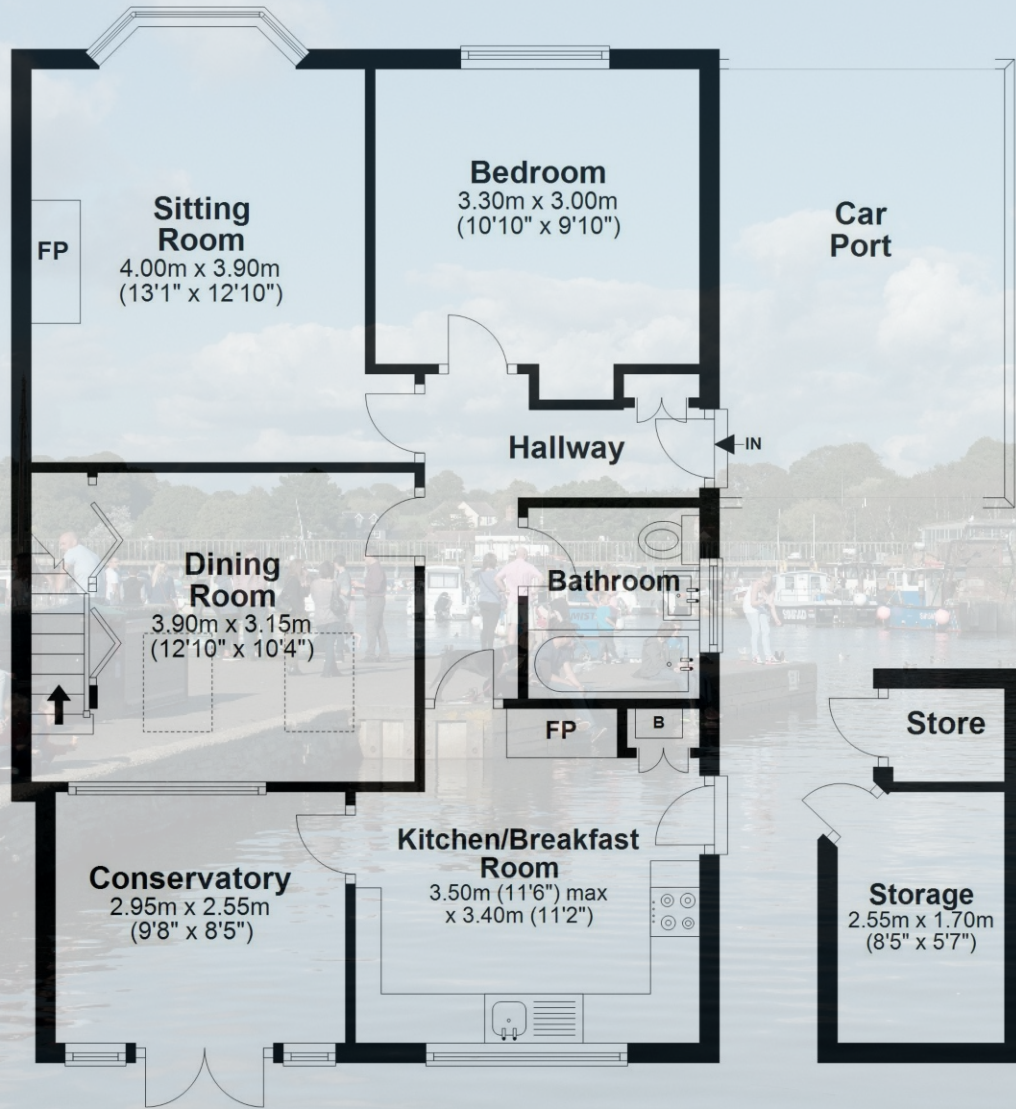 Sitting
Room
4.00m x 3.90m
(13'1" x 12'10")
FP
Bedroom
3.30m x 3.00m
(10'10" x 9'10")
Car
Port
Hallway
IN
Dining
Room
3.90m x 3.15m
(12'10" x 10'4")
Bathroom
FP
B
Store
Conservatory
2.95m x 2.55m
(9'8" x 8'5")
Kitchen/Breakfast
Room
3.50m (11'6") max
x 3.40m (11'2")
Storage
2.55m x 1.70m
(8'5" x 5'7")